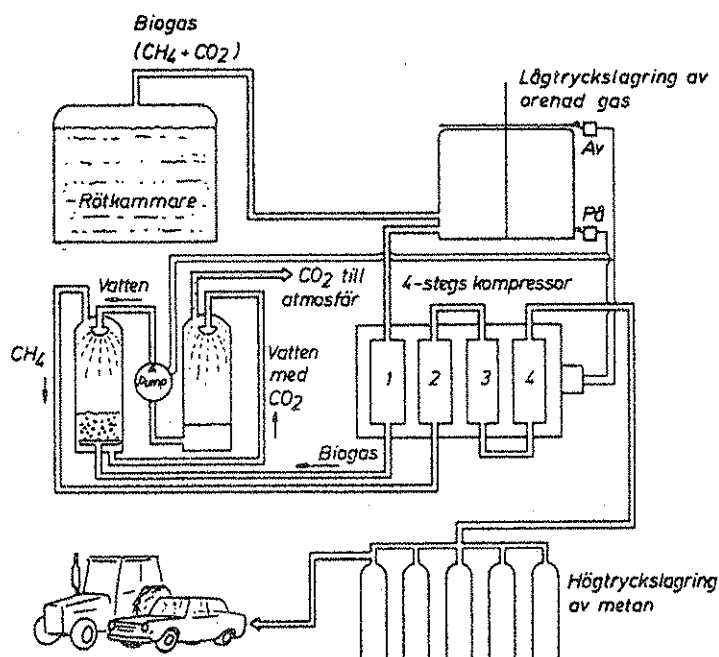 Biogas
(CH4+CO2)
Lågtryckslagring av
orenad gas
Av
Rötkammare
På
CO2 till
atmosfär
4-stegs kompressor
Vatten
CH4
Pump
Vatten
med
CO2
1 2 3 4
Biogas
Högtryckslagring
av metan